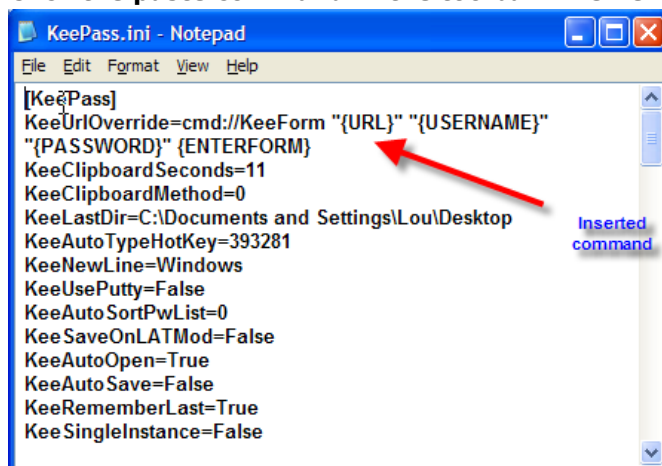 KeePass.ini - Notepad
File Edit Format View Help
[KeePass]
KeeUrlOverride=cmd://KeeForm "{URL}" "{USERNAME}"
"{PASSWORD}" {ENTERFORM}
KeeClipboardSeconds=11
KeeClipboardMethod=0
KeeLastDir=C:\Documents and Settings\Lou\Desktop
KeeAutoTypeHotKey=393281
KeeNewLine=Windows
KeeUsePutty=False
KeeAutoSortPwList=0
KeeSaveOnLATMod=False
KeeAutoOpen=True
KeeAutoSave=False
KeeRememberLast=True
KeeSingleInstance=False
Inserted
command